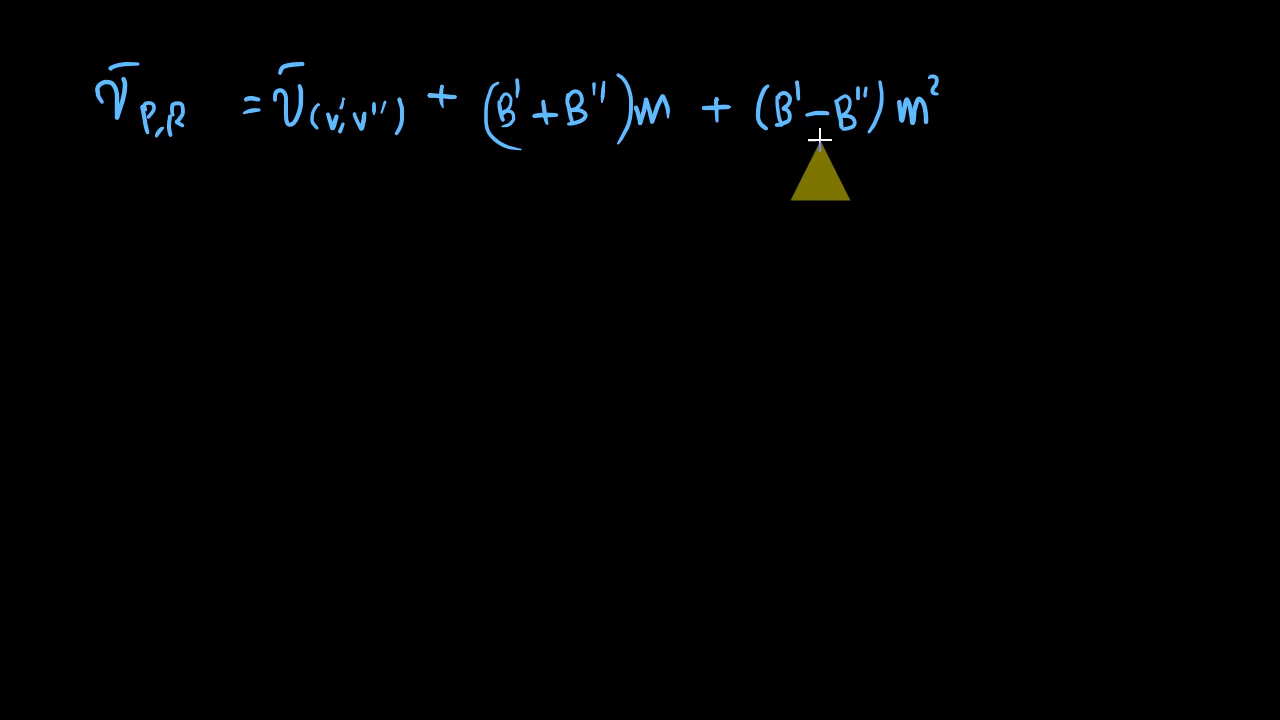 ν̄_{P,R} = ν̄_{(v',v'')} + (B' + B'')m + (B' − B'')m²